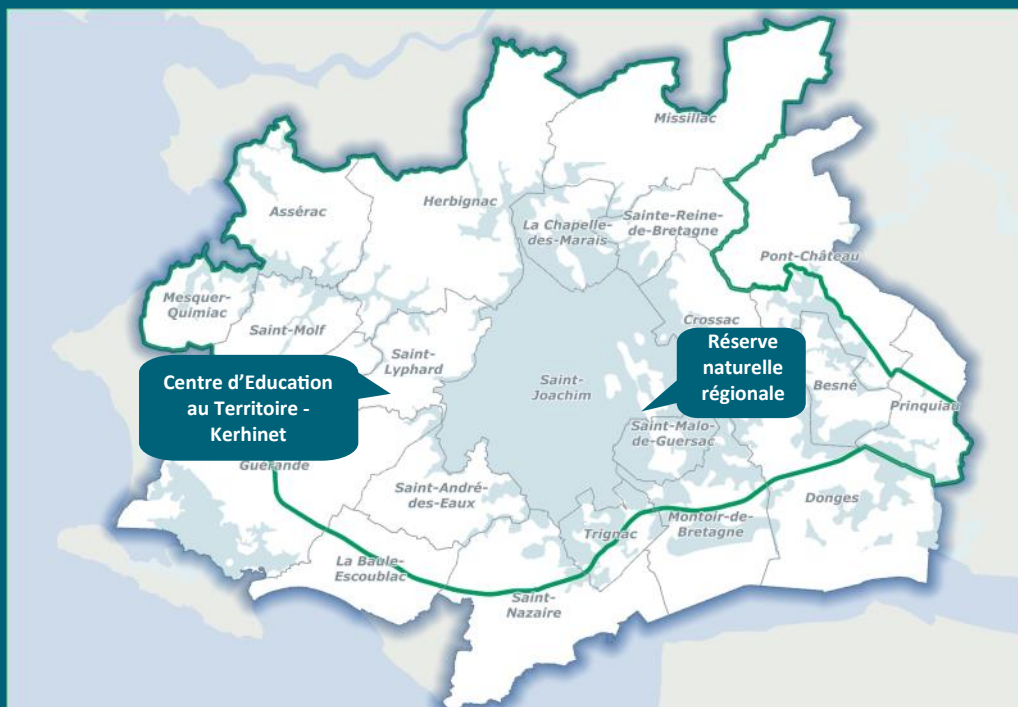 Missillac
Assérac
Herbignac
La Chapelle-
des-Marais
Sainte-Reine-
de-Bretagne
Pont-Château
Mesquer-
Quimiac
Saint-Molf
Crossac
Saint-
Lyphard
Réserve
naturelle
régionale
Centre d'Education
au Territoire -
Kerhinet
Saint-
Joachim
Besné
Prinquiau
Saint-Malo-
de-Guersac
Guérande
Saint-André-
des-Eaux
Donges
Trignac
Montoir-de-
Bretagne
La Baule-
Escoublac
Saint-
Nazaire